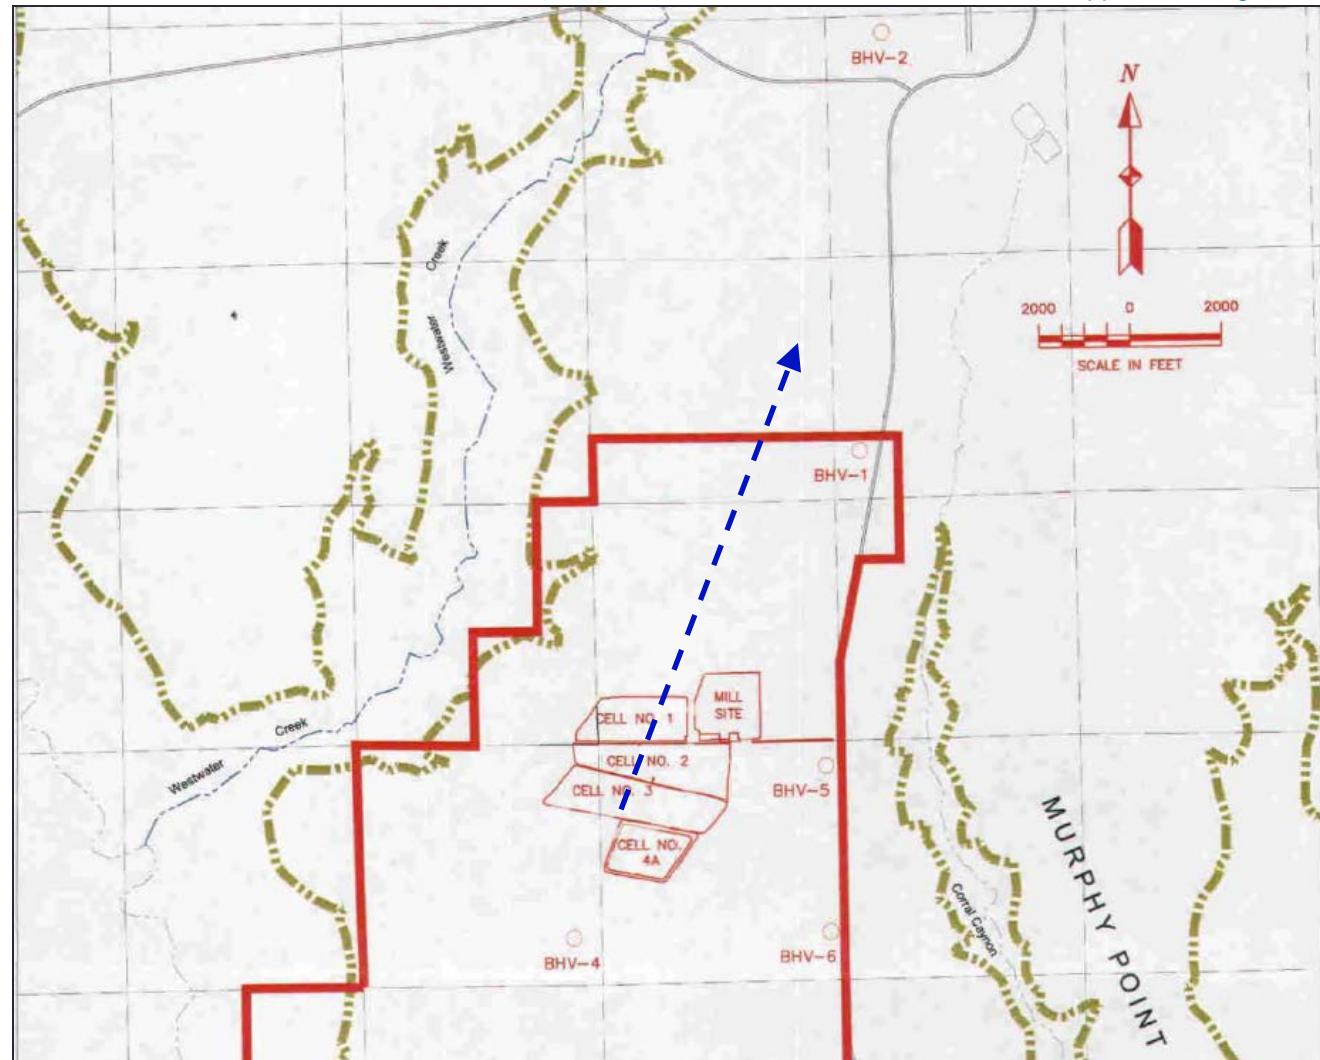 BHV-2
N
2000 0 2000
SCALE IN FEET
Creek
Westwater
BHV-1
MILL
SITE
CELL NO. 1
Creek
Westwater
CELL NO. 2
CELL NO. 3
BHV-5
CELL NO.
4A
MURPHY POINT
Corral Caynon
BHV-4
BHV-6